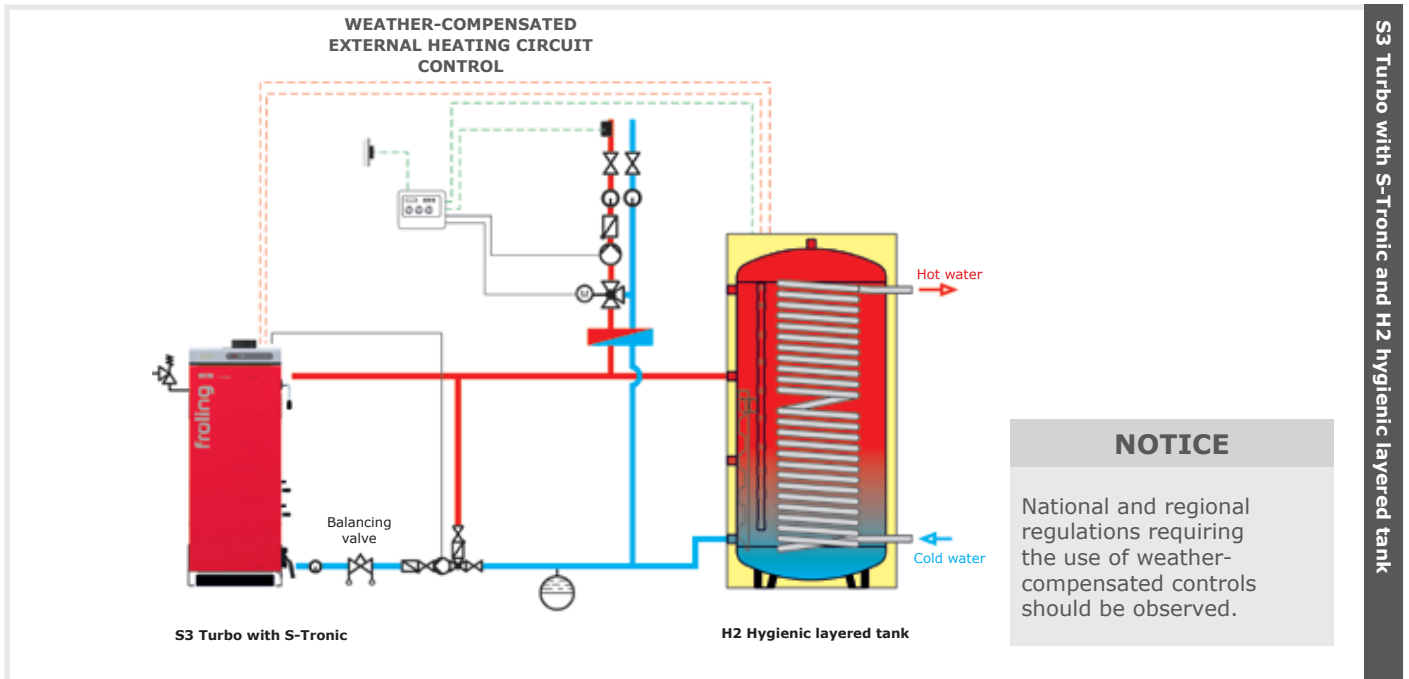 WEATHER-COMPENSATED
EXTERNAL HEATING CIRCUIT
CONTROL
M
Hot water
froling
Balancing
valve
Cold water
S3 Turbo with S-Tronic
H2 Hygienic layered tank
NOTICE
National and regional
regulations requiring
the use of weather-
compensated controls
should be observed.
S3 Turbo with S-Tronic and H2 hygienic layered tank